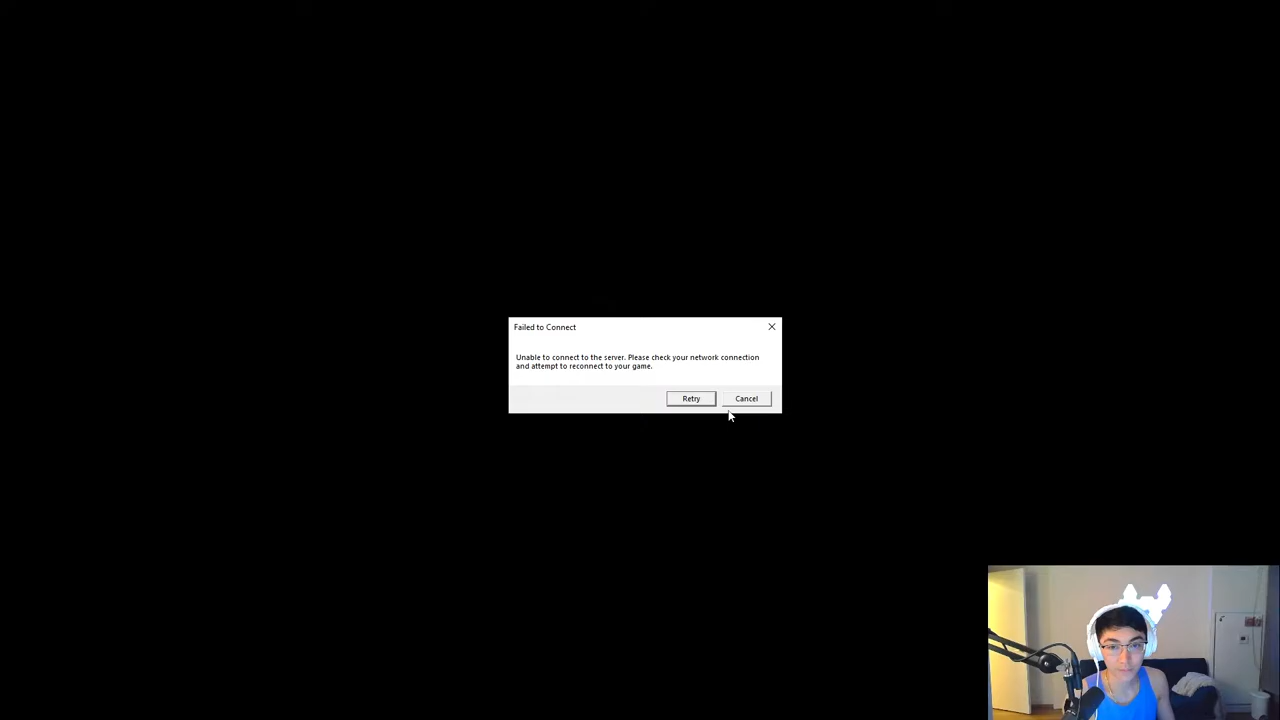 Failed to Connect
Unable to connect to the server. Please check your network connection
and attempt to reconnect to your game.
Retry
Cancel